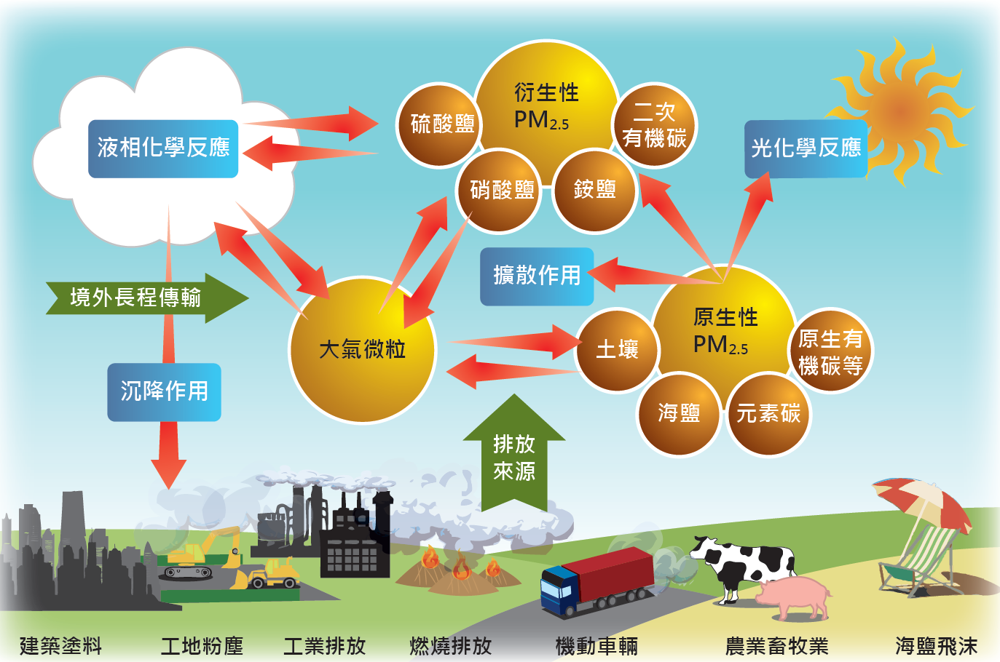 衍生性
PM2.5
硫酸鹽
二次
有機碳
硝酸鹽
銨鹽
液相化學反應
光化學反應
擴散作用
境外長程傳輸
大氣微粒
原生性
PM2.5
土壤
原生有
機碳等
海鹽
元素碳
沉降作用
排放
來源
建築塗料
工地粉塵
工業排放
燃燒排放
機動車輛
農業畜牧業
海鹽飛沫